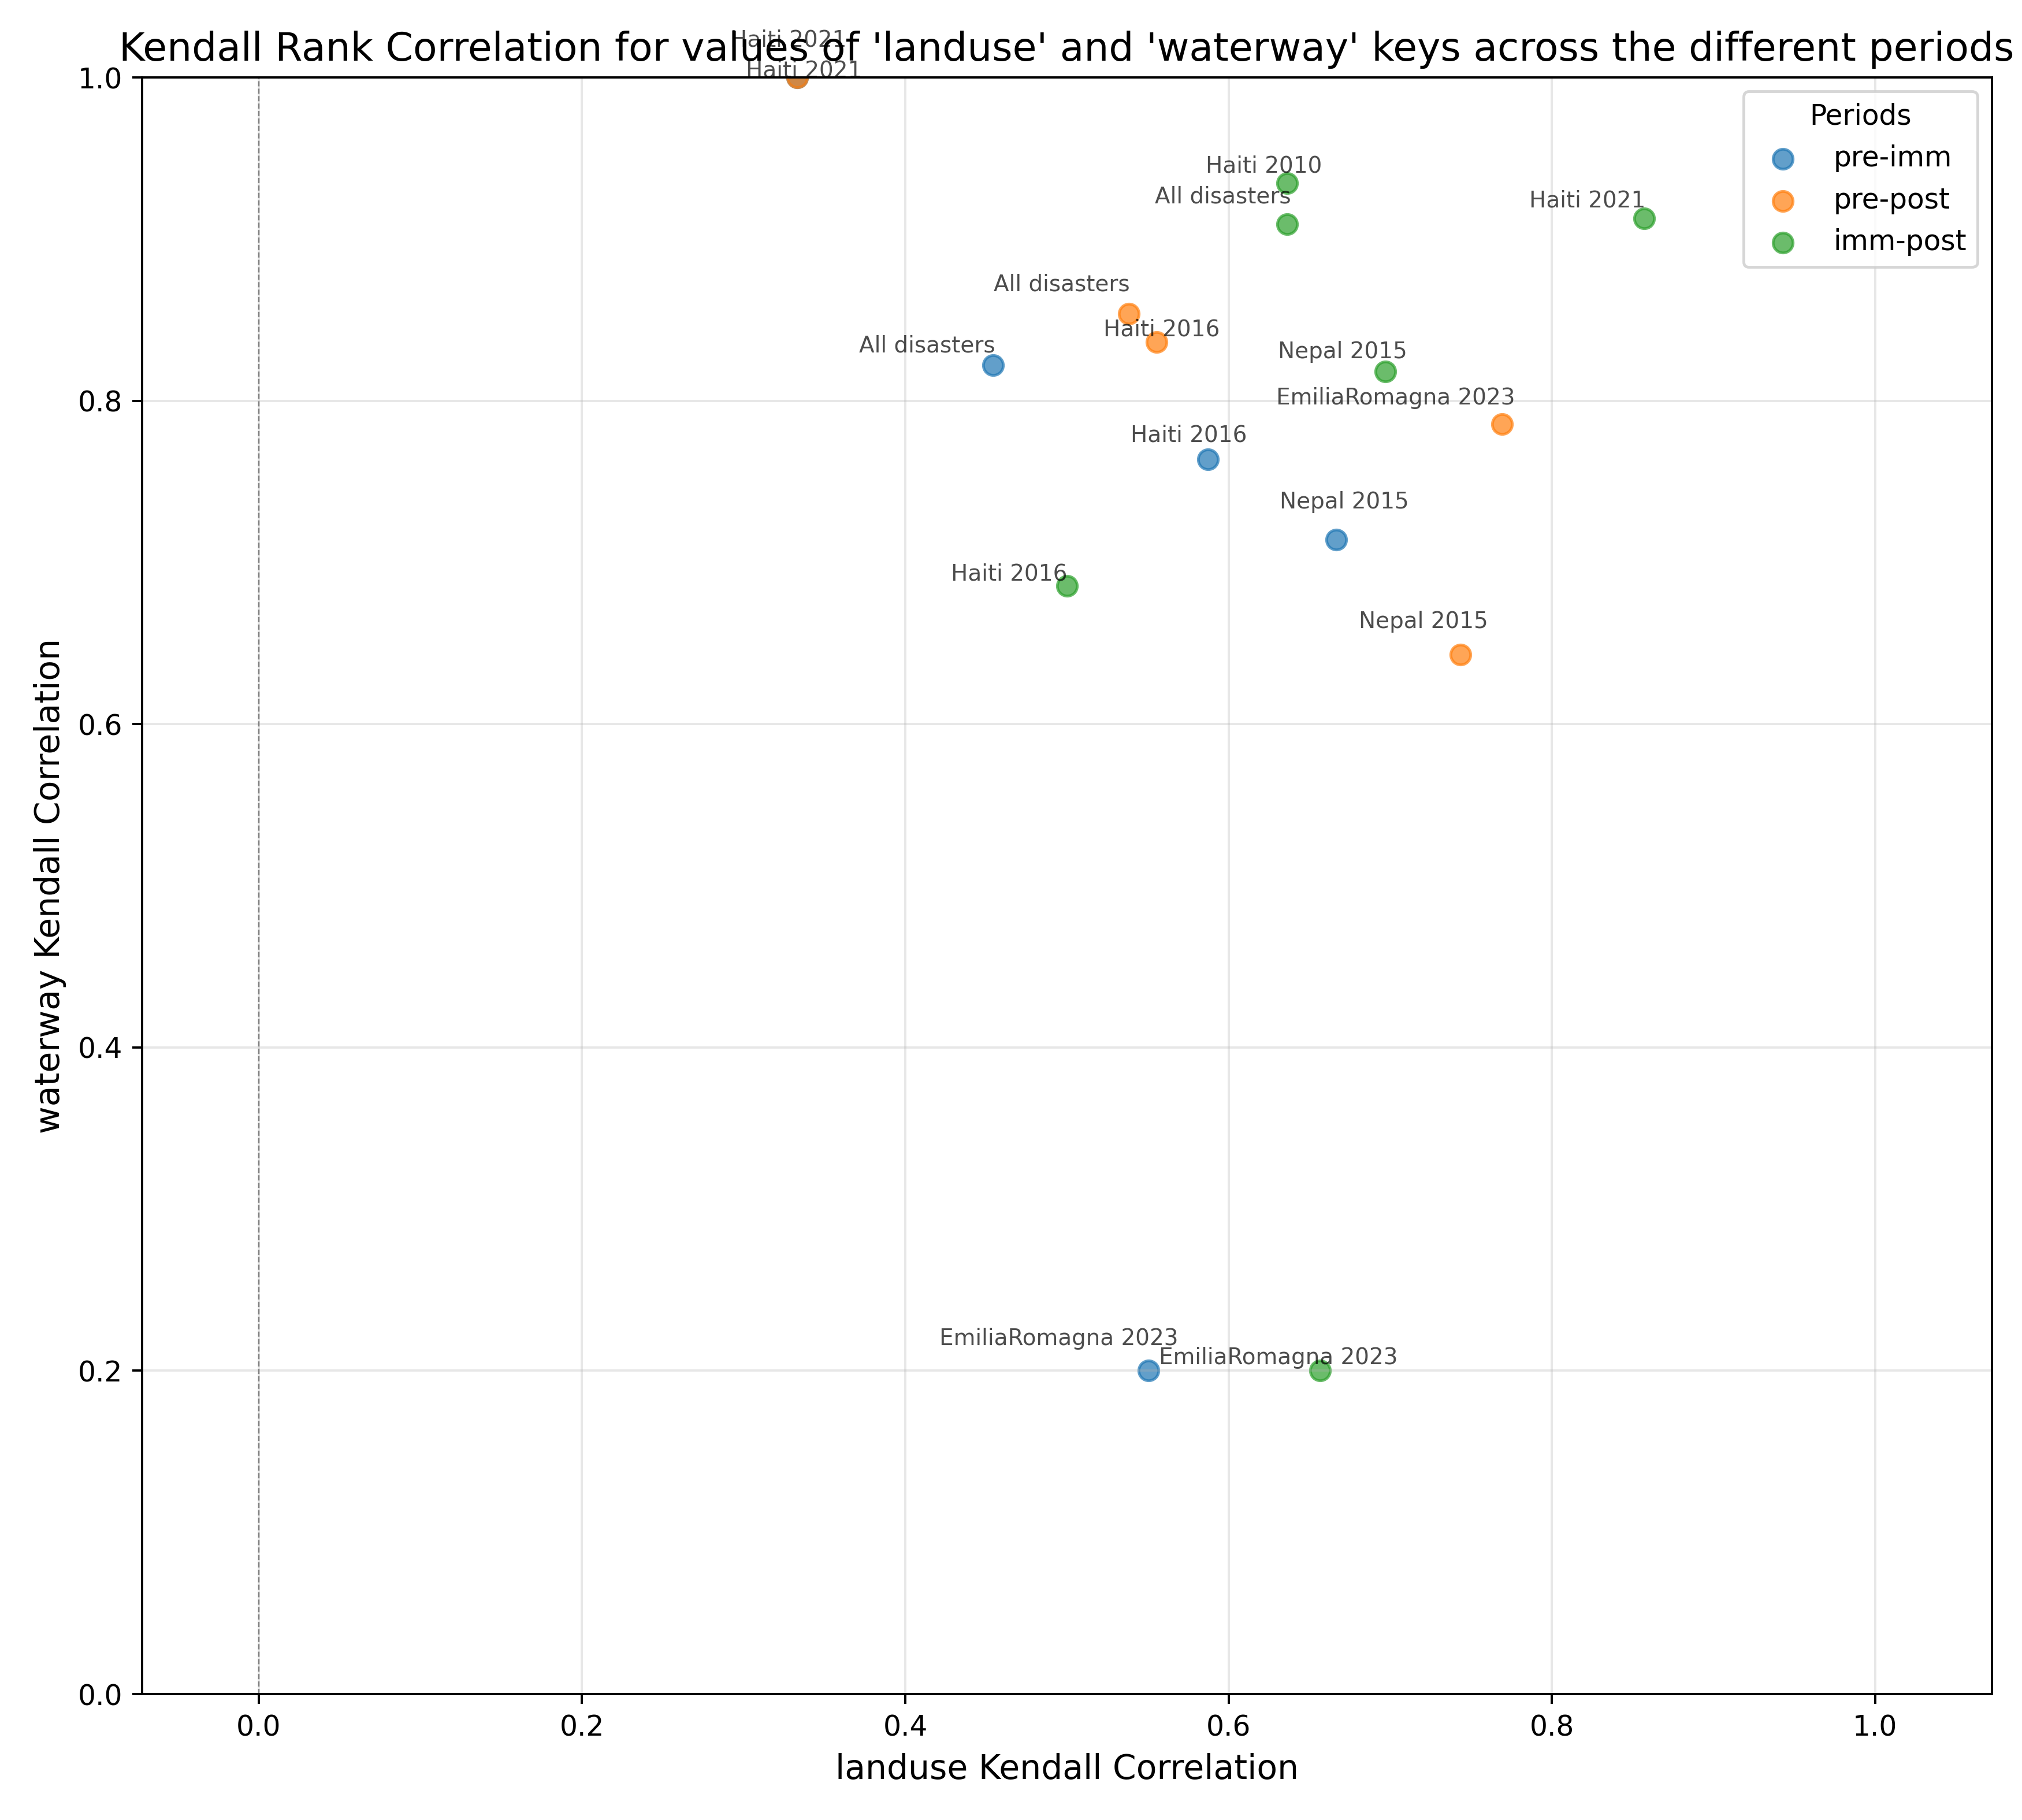 Kendall Rank Correlation for values of 'landuse' and 'waterway' keys across the different periods
Haiti 2021
Haiti 2021
Periods
pre-imm
pre-post
imm-post
Haiti 2010
All disasters
Haiti 2021
All disasters
Haiti 2016
All disasters
Nepal 2015
EmiliaRomagna 2023
Haiti 2016
Nepal 2015
Haiti 2016
Nepal 2015
EmiliaRomagna 2023
EmiliaRomagna 2023
waterway Kendall Correlation
1.0
0.8
0.6
0.4
0.2
0.0
0.0
0.2
0.4
0.6
0.8
1.0
landuse Kendall Correlation